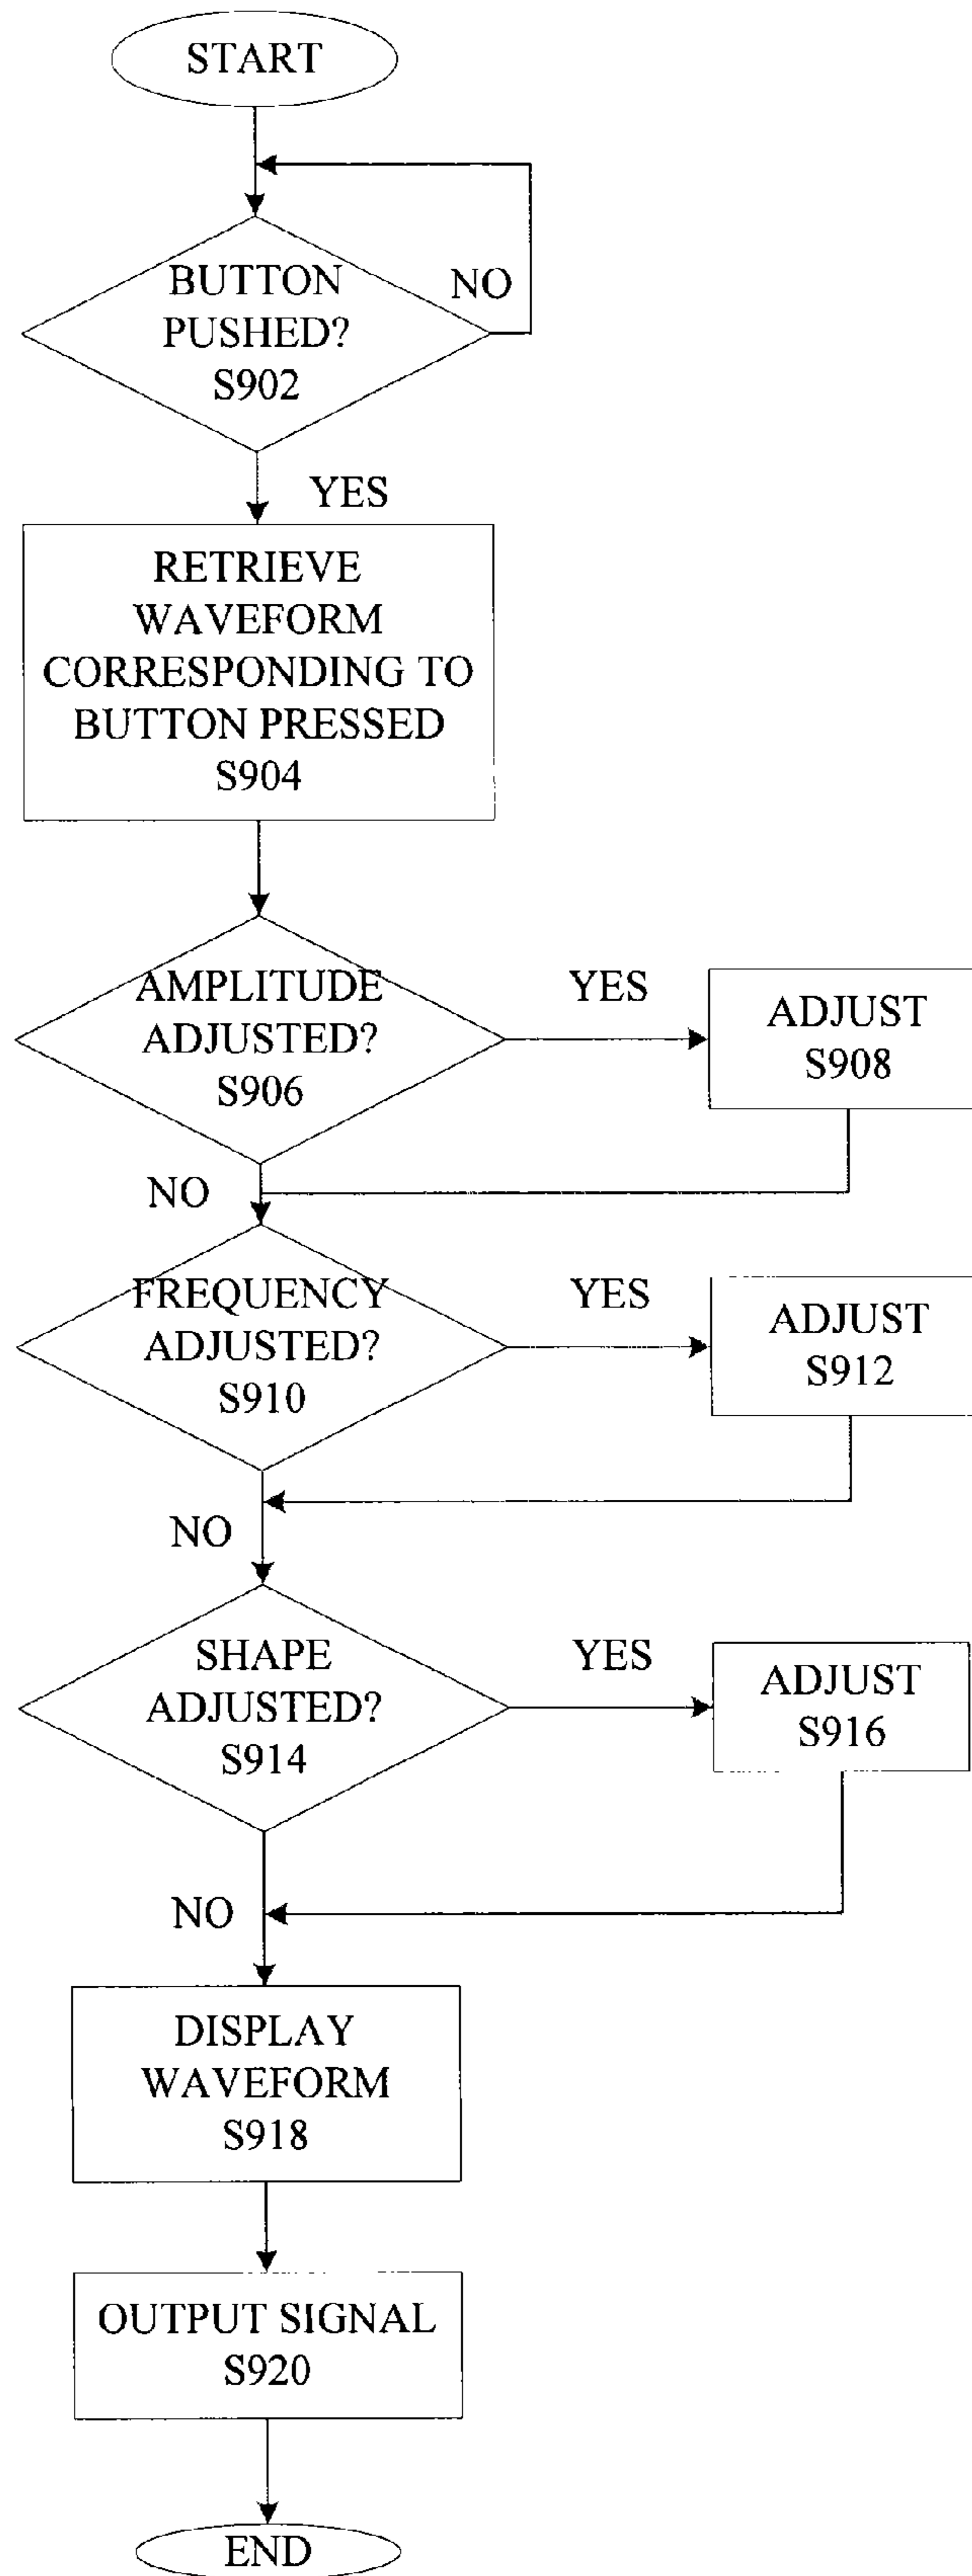 START
BUTTON
PUSHED?
S902
NO
YES
RETRIEVE
WAVEFORM
CORRESPONDING TO
BUTTON PRESSED
S904
AMPLITUDE
ADJUSTED?
S906
YES
ADJUST
S908
NO
FREQUENCY
ADJUSTED?
S910
YES
ADJUST
S912
NO
SHAPE
ADJUSTED?
S914
YES
ADJUST
S916
NO
DISPLAY
WAVEFORM
S918
OUTPUT SIGNAL
S920
END